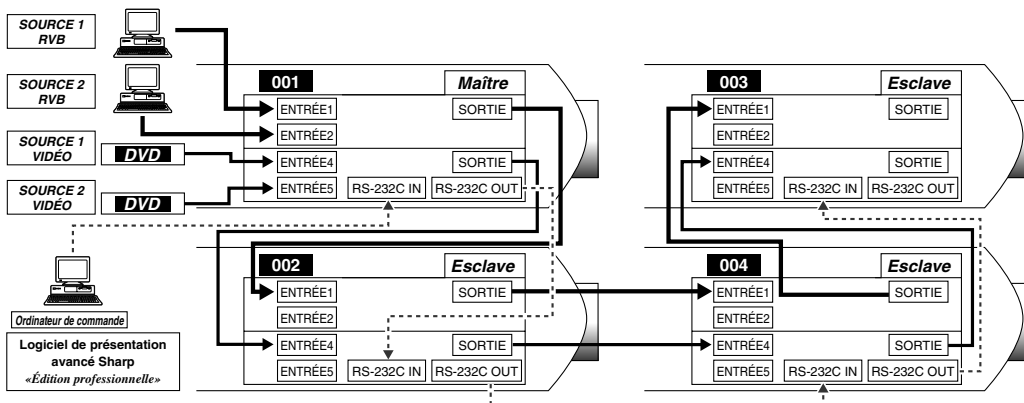 SOURCE 1
RVB
SOURCE 2
RVB
SOURCE 1
VIDÉO
DVD
SOURCE 2
VIDÉO
DVD
Ordinateur de commande
Logiciel de présentation
avancé Sharp
«Édition professionnelle»
001
Maître
ENTRÉE1
SORTIE
ENTRÉE2
ENTRÉE4
SORTIE
ENTRÉE5
RS-232C IN
RS-232C OUT
002
Esclave
ENTRÉE1
SORTIE
ENTRÉE2
ENTRÉE4
SORTIE
ENTRÉE5
RS-232C IN
RS-232C OUT
003
Esclave
ENTRÉE1
SORTIE
ENTRÉE2
ENTRÉE4
SORTIE
ENTRÉE5
RS-232C IN
RS-232C OUT
004
Esclave
ENTRÉE1
SORTIE
ENTRÉE2
ENTRÉE4
SORTIE
ENTRÉE5
RS-232C IN
RS-232C OUT